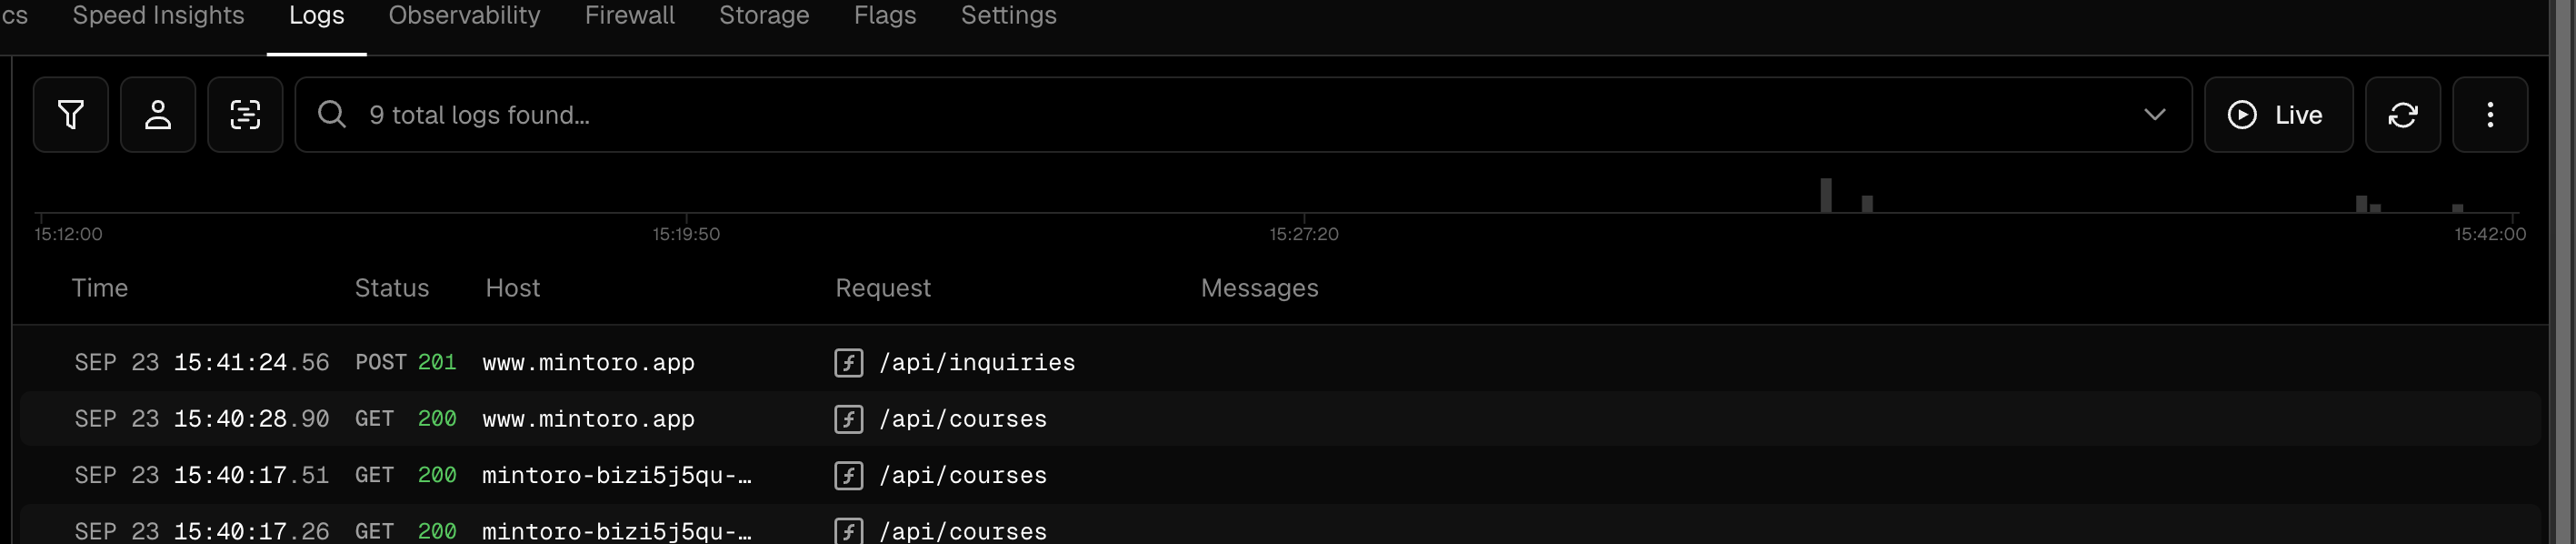 cs Speed Insights Logs Observability Firewall Storage Flags Settings
9 total logs found... Live
15:12:00 15:19:50 15:27:20 15:42:00
Time Status Host Request Messages
SEP 23 15:41:24.56 POST 201 www.mintoro.app /api/inquiries
SEP 23 15:40:28.90 GET 200 www.mintoro.app /api/courses
SEP 23 15:40:17.51 GET 200 mintoro-bizi5j5qu-… /api/courses
SEP 23 15:40:17.26 GET 200 mintoro-bizi5j5qu-… /api/courses